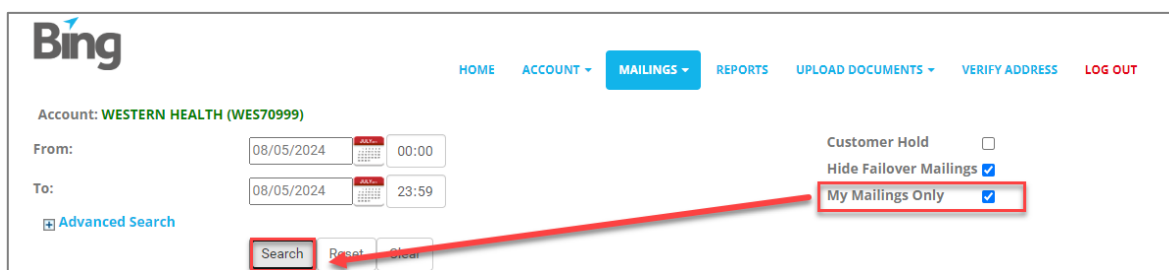 Bing
HOME ACCOUNT MAILINGS REPORTS UPLOAD DOCUMENTS VERIFY ADDRESS LOG OUT
Account: WESTERN HEALTH (WES70999)
From: 08/05/2024 00:00
Customer Hold
Hide Failover Mailings
To: 08/05/2024 23:59
My Mailings Only
Advanced Search
Search Reset Clear